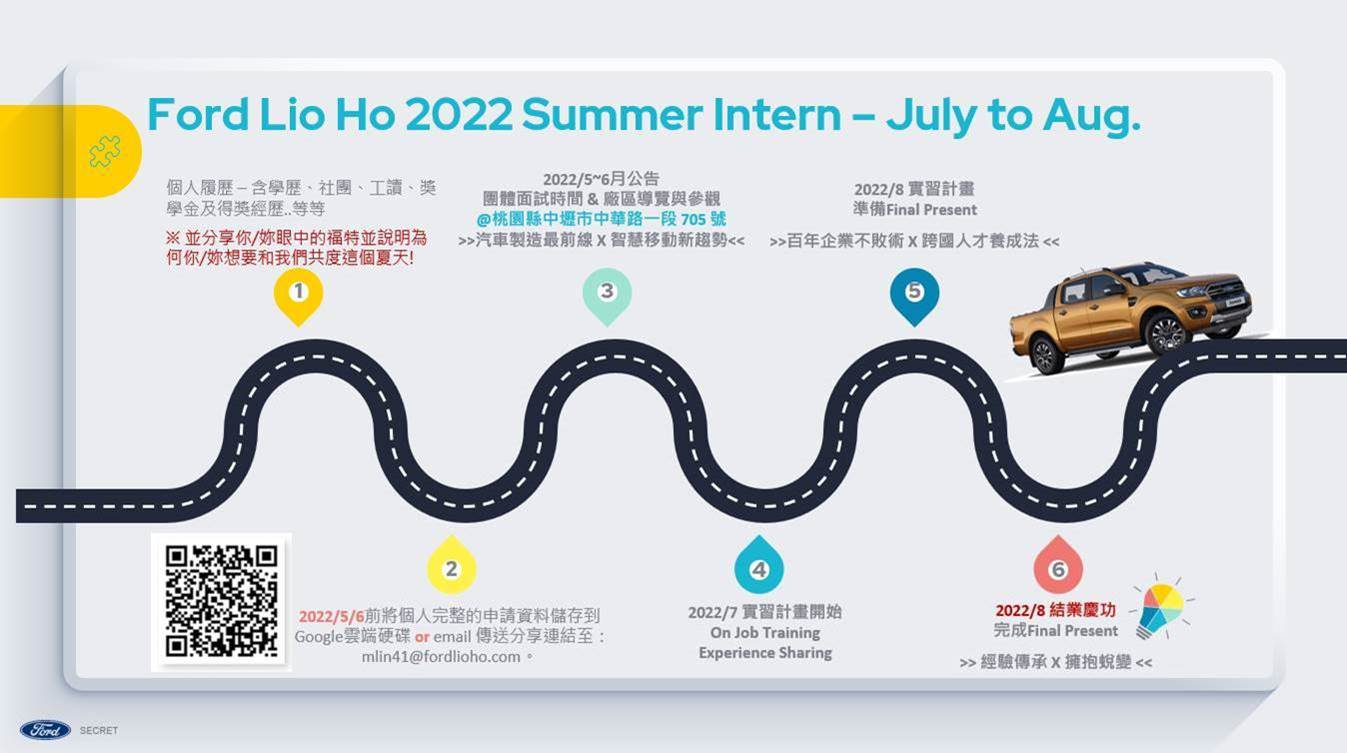 Ford Lio Ho 2022 Summer Intern – July to Aug.
個人履歷 – 含學歷、社團、工讀、獎
學金及得獎經歷..等等
※ 並分享你/妳眼中的福特並說明為
何你/妳想要和我們共度這個夏天!
1
2022/5~6月公告
團體面試時間 & 廠區導覽與參觀
@桃園縣中壢市中華路一段 705 號
>>汽車製造最前線 X 智慧移動新趨勢<<
3
2022/8 實習計畫
準備Final Present
>>百年企業不敗術 X 跨國人才養成法 <<
5
2
2022/5/6前將個人完整的申請資料儲存到
Google雲端硬碟 or email 傳送分享連結至：
mlin41@fordlioho.com。
4
2022/7 實習計畫開始
On Job Training
Experience Sharing
6
2022/8 結業慶功
完成Final Present
>> 經驗傳承 X 擁抱蛻變 <<
Ford
SECRET